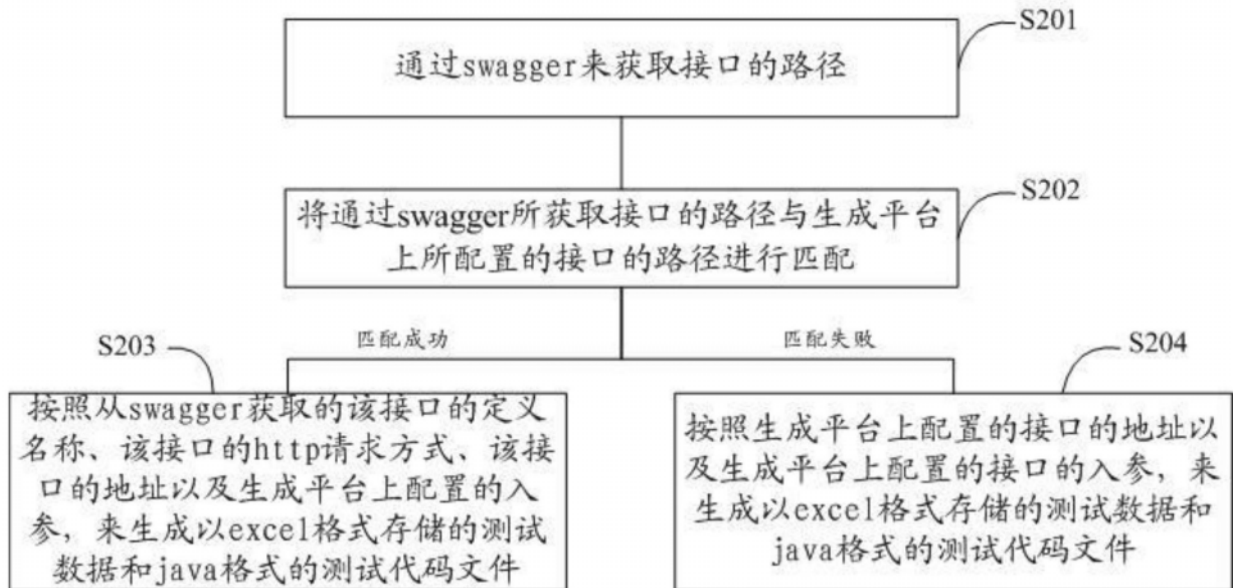 S201
通过swagger来获取接口的路径
S202
将通过swagger所获取接口的路径与生成平台
上所配置的接口的路径进行匹配
匹配成功
匹配失败
S203
S204
按照从swagger获取的该接口的定义
名称、该接口的http请求方式、该接
口的地址以及生成平台上配置的入
参，来生成以excel格式存储的测试
数据和java格式的测试代码文件
按照生成平台上配置的接口的地址以
及生成平台上配置的接口的入参，来
生成以excel格式存储的测试数据和
java格式的测试代码文件